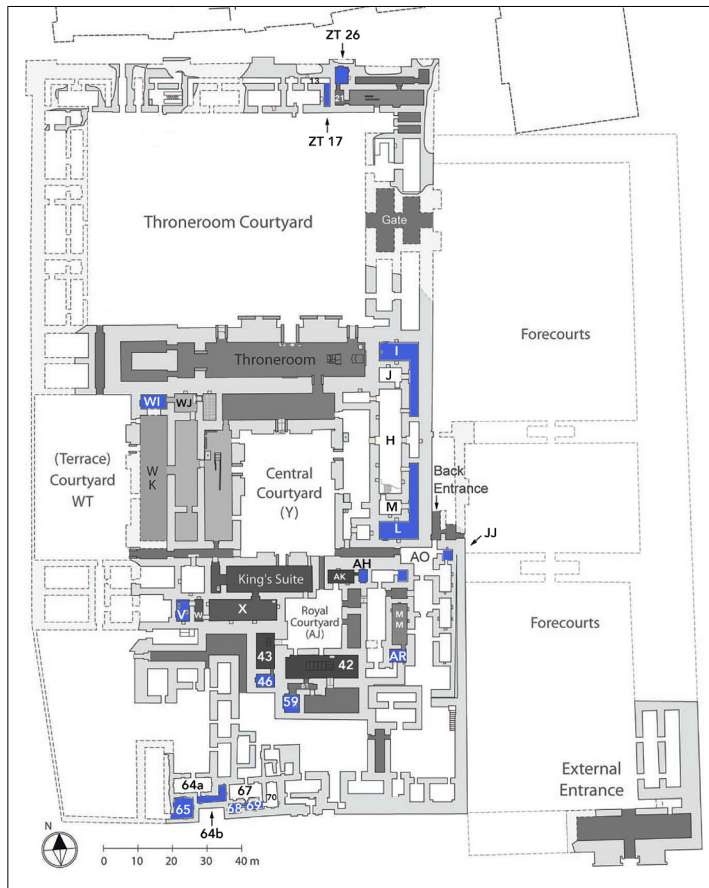 ZT 26
13
21
ZT 17
Throneroom Courtyard
Gate
Throneroom
Forecourts
I
J
WI
WJ
H
(Terrace)
Courtyard
WT
W
K
Central
Courtyard
(Y)
Back
Entrance
M
L
JJ
AO
AH
King's Suite
AK
V
W
X
Royal
Courtyard
(AJ)
M
M
Forecourts
43
42
AR
46
59
64a
67
70
65
68
69
64b
External
Entrance
N
0 10 20 30 40 m